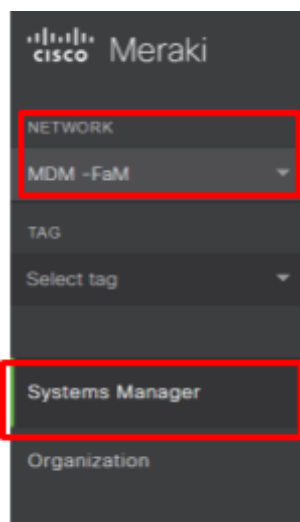 cisco Meraki
NETWORK
MDM -FaM
TAG
Select tag
Systems Manager
Organization